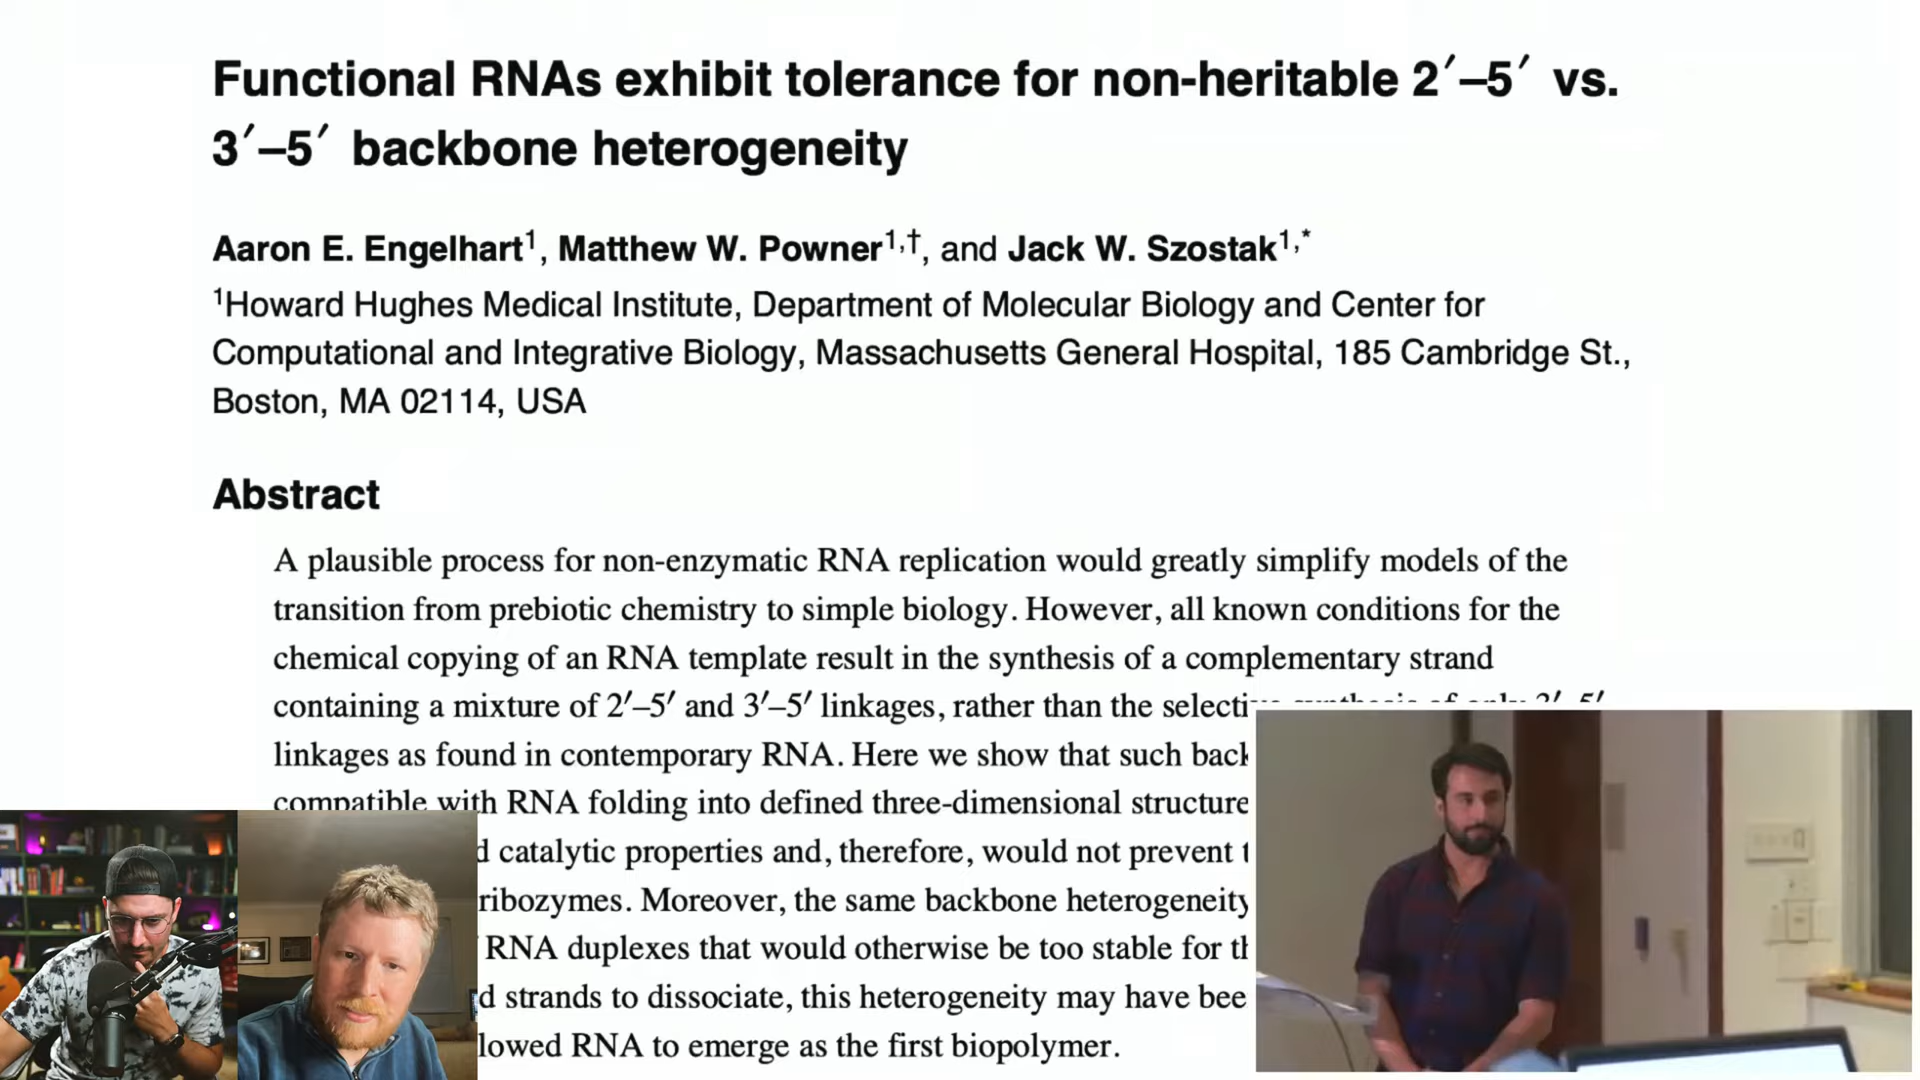 Functional RNAs exhibit tolerance for non-heritable 2′–5′ vs.
3′–5′ backbone heterogeneity
Aaron E. Engelhart1, Matthew W. Powner1,†, and Jack W. Szostak1,*
1Howard Hughes Medical Institute, Department of Molecular Biology and Center for
Computational and Integrative Biology, Massachusetts General Hospital, 185 Cambridge St.,
Boston, MA 02114, USA
Abstract
A plausible process for non-enzymatic RNA replication would greatly simplify models of the
transition from prebiotic chemistry to simple biology. However, all known conditions for the
chemical copying of an RNA template result in the synthesis of a complementary strand
containing a mixture of 2′–5′ and 3′–5′ linkages, rather than the
linkages as found in contemporary RNA. Here we show that such
compatible with RNA folding into defined three-dimensional
catalytic properties and, therefore, would not prevent
ribozymes. Moreover, the same backbone heterogeneity
RNA duplexes that would otherwise be too stable for
strands to dissociate, this heterogeneity may have
RNA to emerge as the first biopolymer.